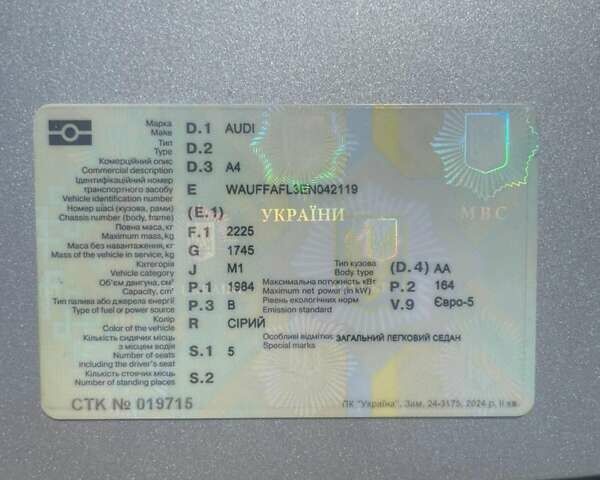 Марка
Make D.1 AUDI
Тип
Type D.2
Комерційний опис
Commercial description D.3 A4
Ідентифікаційний номер
транспортного засобу
Vehicle identification number E WAUFFAFL3EN042119
Номер шасі (кузова, рами)
Chassis number (body, frame) (E.1)
УКРАЇНИ МВС
Повна маса, кг
Maximum mass, kg F.1 2225
Маса без навантаження, кг
Mass of the vehicle in service, kg G 1745
Категорія
Vehicle category J M1
Тип кузова
Body type (D.4) AA
Об'єм двигуна, см³
Capacity, cm³ P.1 1984
Максимальна потужність кВт
Maximum net power (in kW) P.2 164
Тип палива або джерела енергії
Type of fuel or power source P.3 B
Рівень екологічних норм
Emission standard V.9 Євро-5
Колір
Color of the vehicle R СІРИЙ
Особливі відмітки: ЗАГАЛЬНИЙ ЛЕГКОВИЙ СЕДАН
Special marks
Кількість сидячих місць
з місцем водія
Number of seats
including the driver's seat S.1 5
Кількість стоячих місць
Number of standing places S.2
СТК № 019715
ПК "Україна", Зам. 24-3175, 2024 р. II кв.